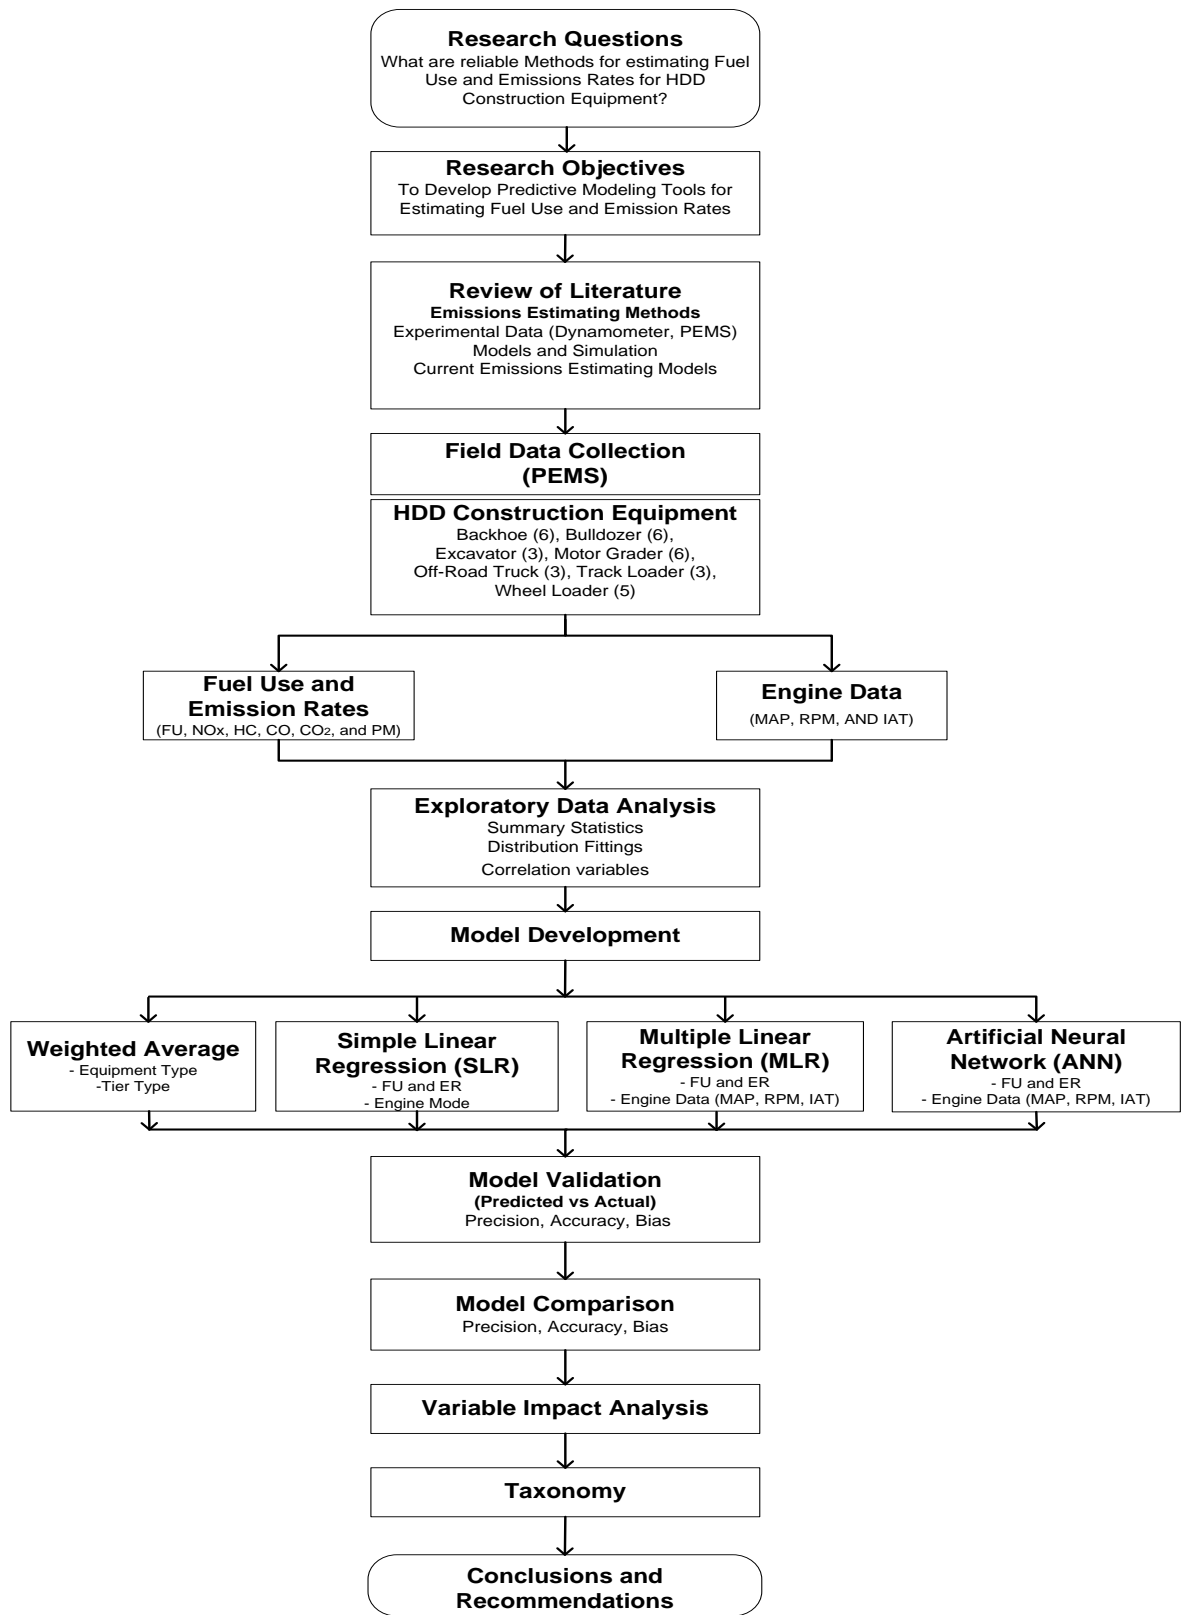 Research Questions
What are reliable Methods for estimating Fuel
Use and Emissions Rates for HDD
Construction Equipment?
Research Objectives
To Develop Predictive Modeling Tools for
Estimating Fuel Use and Emission Rates
Review of Literature
Emissions Estimating Methods
Experimental Data (Dynamometer, PEMS)
Models and Simulation
Current Emissions Estimating Models
Field Data Collection
(PEMS)
HDD Construction Equipment
Backhoe (6), Bulldozer (6),
Excavator (3), Motor Grader (6),
Off-Road Truck (3), Track Loader (3),
Wheel Loader (5)
Fuel Use and
Emission Rates
(FU, NOx, HC, CO, CO2, and PM)
Engine Data
(MAP, RPM, AND IAT)
Exploratory Data Analysis
Summary Statistics
Distribution Fittings
Correlation variables
Model Development
Weighted Average
- Equipment Type
-Tier Type
Simple Linear
Regression (SLR)
- FU and ER
- Engine Mode
Multiple Linear
Regression (MLR)
- FU and ER
- Engine Data (MAP, RPM, IAT)
Artificial Neural
Network (ANN)
- FU and ER
- Engine Data (MAP, RPM, IAT)
Model Validation
(Predicted vs Actual)
Precision, Accuracy, Bias
Model Comparison
Precision, Accuracy, Bias
Variable Impact Analysis
Taxonomy
Conclusions and
Recommendations